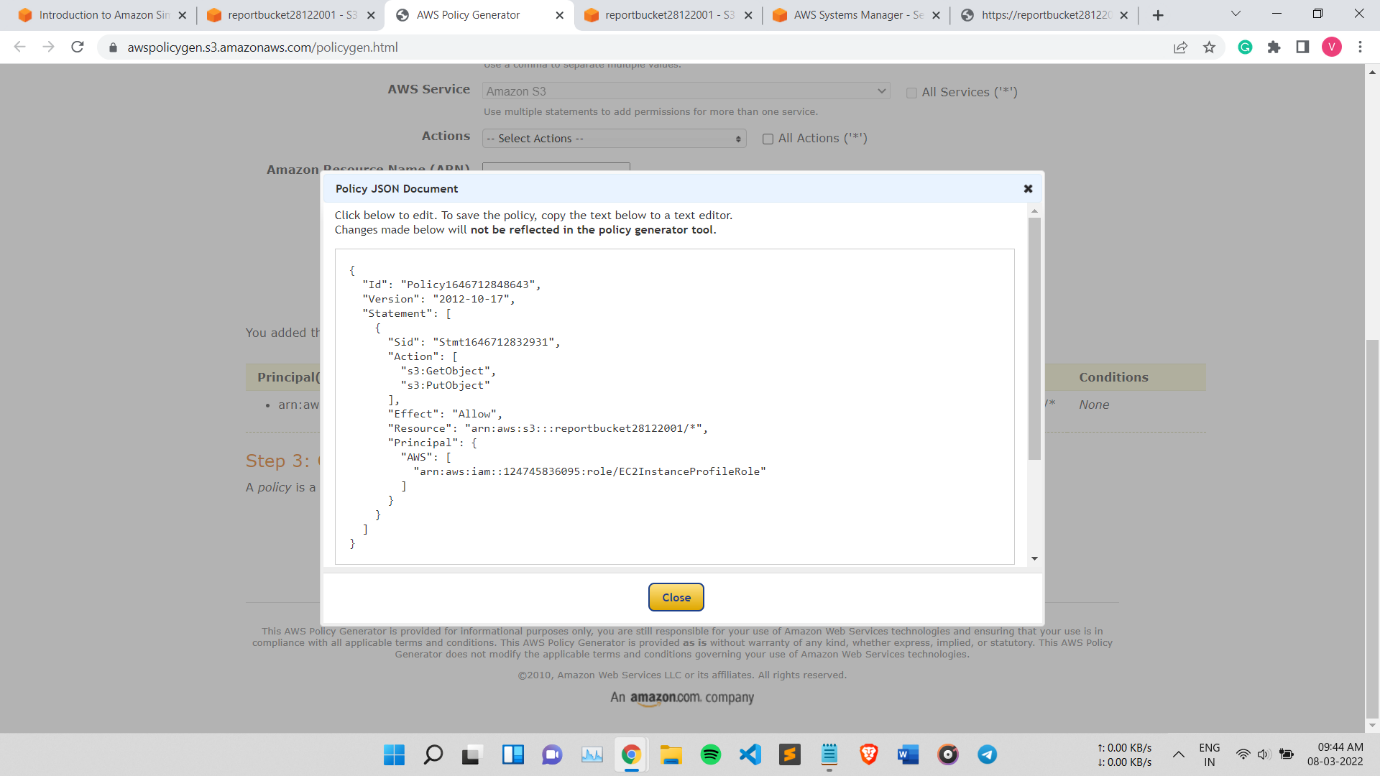 Introduction to Amazon Sim
reportbucket28122001 - S3
AWS Policy Generator
reportbucket28122001 - S3
AWS Systems Manager - Se
https://reportbucket281220
awspolicygen.s3.amazonaws.com/policygen.html
V
Use a comma to separate multiple values.
AWS Service
Amazon S3
All Services ('*')
Use multiple statements to add permissions for more than one service.
Actions
-- Select Actions --
All Actions ('*')
Amazon Resource Name (ARN)
Policy JSON Document
Click below to edit. To save the policy, copy the text below to a text editor.
Changes made below will not be reflected in the policy generator tool.
{
"Id": "Policy1646712848643",
"Version": "2012-10-17",
"Statement": [
{
"Sid": "Stmt1646712832931",
"Action": [
"s3:GetObject",
"s3:PutObject"
],
"Effect": "Allow",
"Resource": "arn:aws:s3:::reportbucket28122001/*",
"Principal": {
"AWS": [
"arn:aws:iam::124745836095:role/EC2InstanceProfileRole"
]
}
}
]
}
Close
You added th
Principal(
Conditions
• arn:aw
/*
None
Step 3:
A policy is a
This AWS Policy Generator is provided for informational purposes only, you are still responsible for your use of Amazon Web Services technologies and ensuring that your use is in
compliance with all applicable terms and conditions. This AWS Policy Generator is provided as is without warranty of any kind, whether express, implied, or statutory. This AWS Policy
Generator does not modify the applicable terms and conditions governing your use of Amazon Web Services technologies.
©2010, Amazon Web Services LLC or its affiliates. All rights reserved.
An amazon.com. company
↑: 0.00 KB/s
↓: 0.00 KB/s
ENG
IN
09:44 AM
08-03-2022